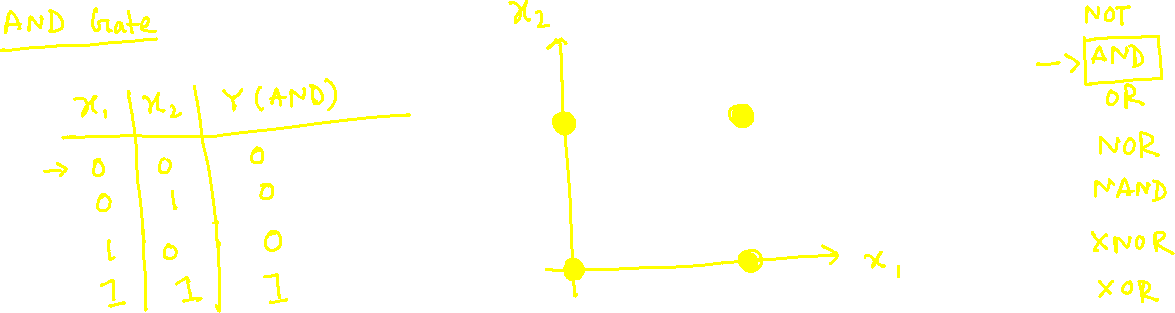 AND Gate
x₁ x₂ Y (AND)
→ 0 0 0
0 1 0
1 0 0
1 1 1
x₂
x₁
NOT
→ AND
OR
NOR
NAND
XNOR
XOR